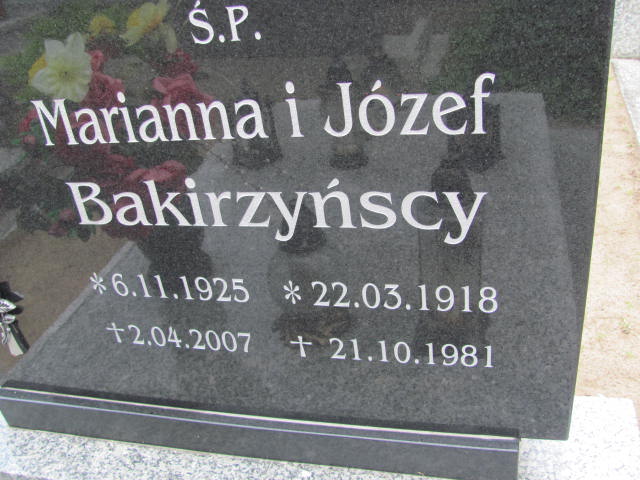 Ś.P.
Marianna i Józef
Bakirzyńscy
*6.11.1925 *22.03.1918
†2.04.2007 † 21.10.1981